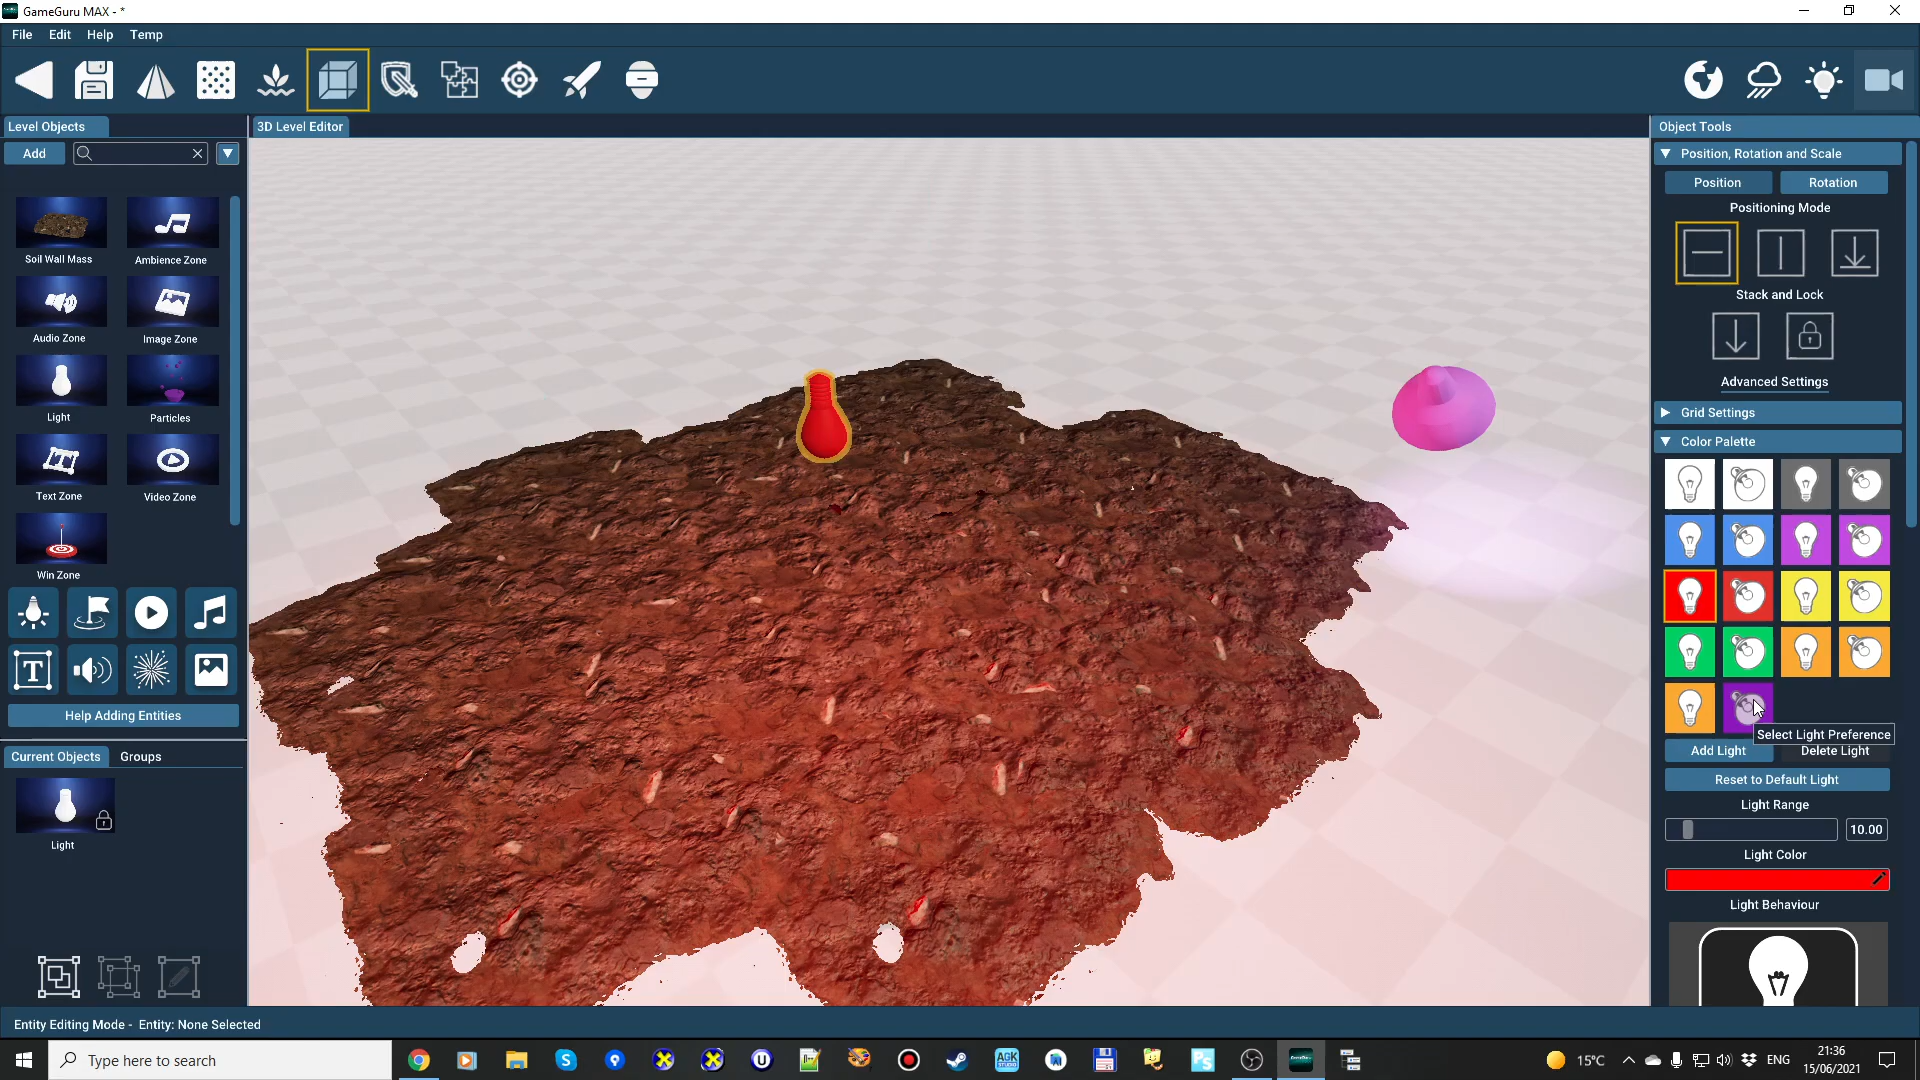 GameGuru MAX - *
File Edit Help Temp
Level Objects
3D Level Editor
Object Tools
Add
Position, Rotation and Scale
Position Rotation
Positioning Mode
Soil Wall Mass
Ambience Zone
Stack and Lock
Audio Zone
Image Zone
Advanced Settings
Light
Particles
Grid Settings
Color Palette
Text Zone
Video Zone
Win Zone
T
Help Adding Entities
Select Light Preference
Add Light
Delete Light
Current Objects
Groups
Reset to Default Light
Light Range
10.00
Light
Light Color
Light Behaviour
Entity Editing Mode - Entity: None Selected
Type here to search
15°C
ENG
21:36
15/06/2021